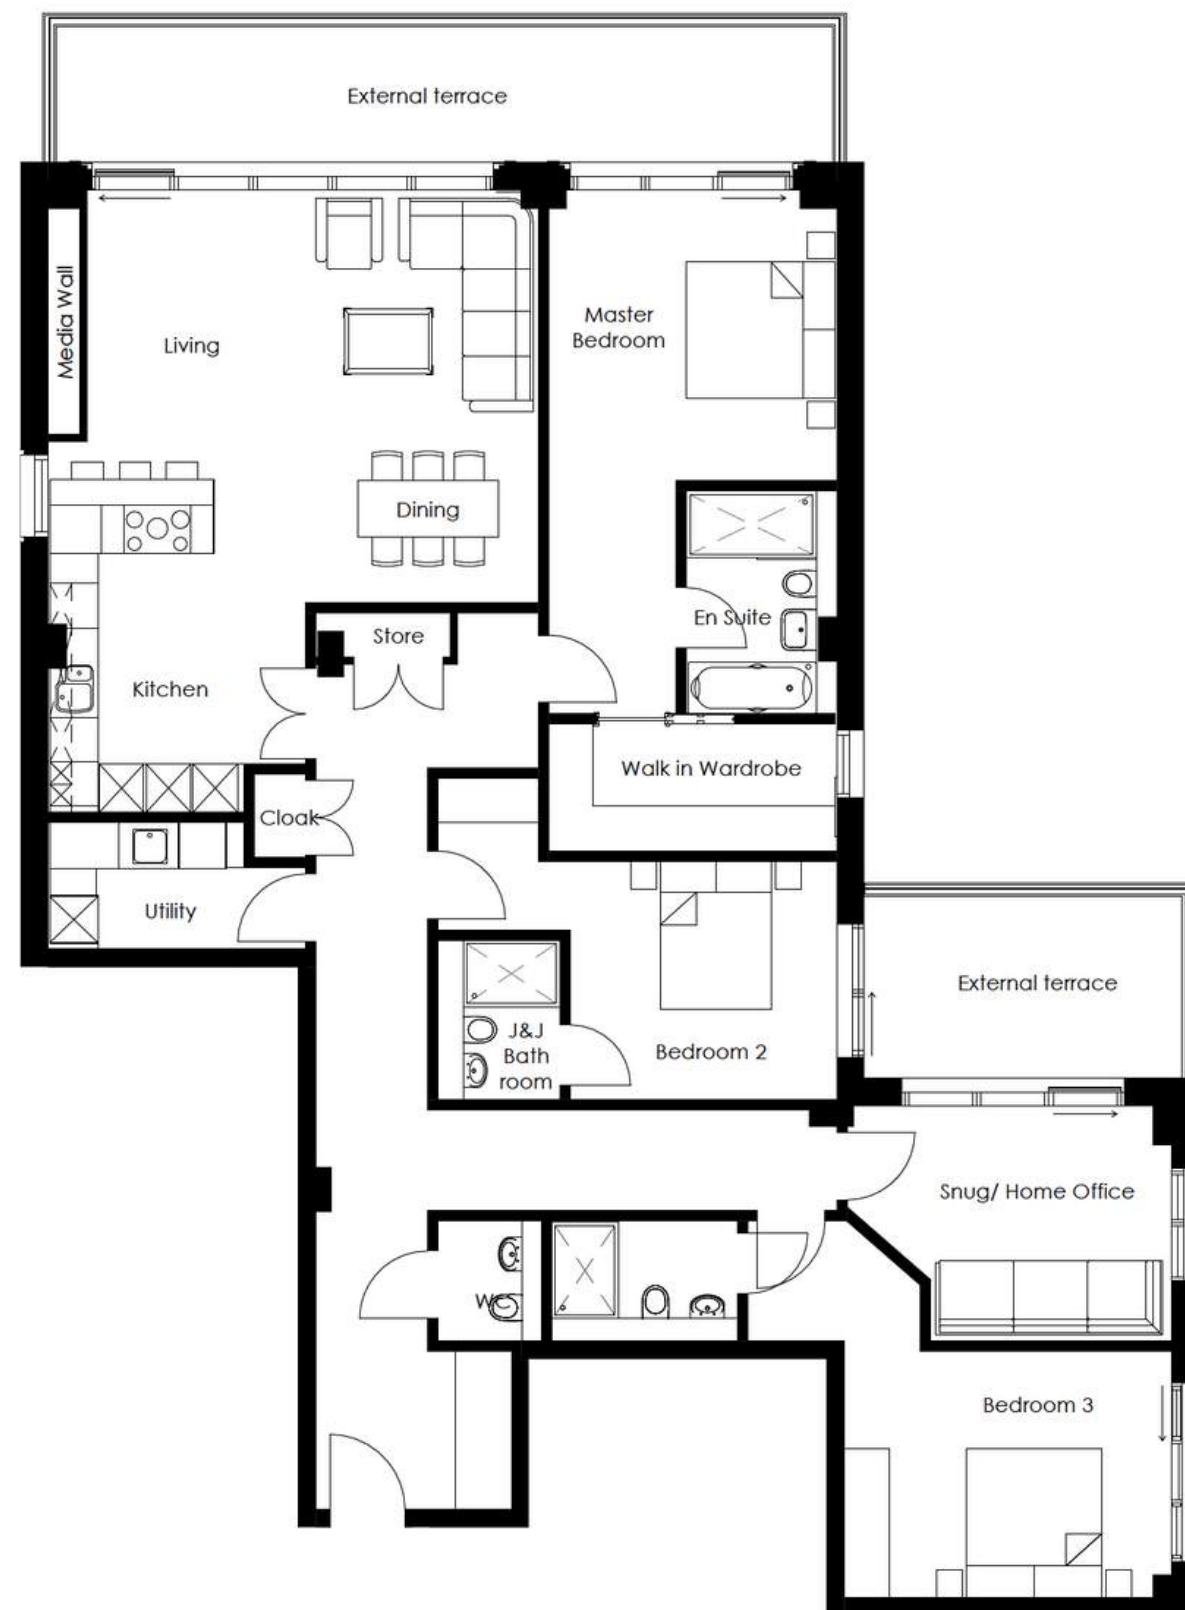 External terrace
Media Wall
Living
Master
Bedroom
Dining
En Suite
Store
Kitchen
Walk in Wardrobe
Cloak
Utility
External terrace
J&J
Bath
room
Bedroom 2
Snug/ Home Office
WC
Bedroom 3